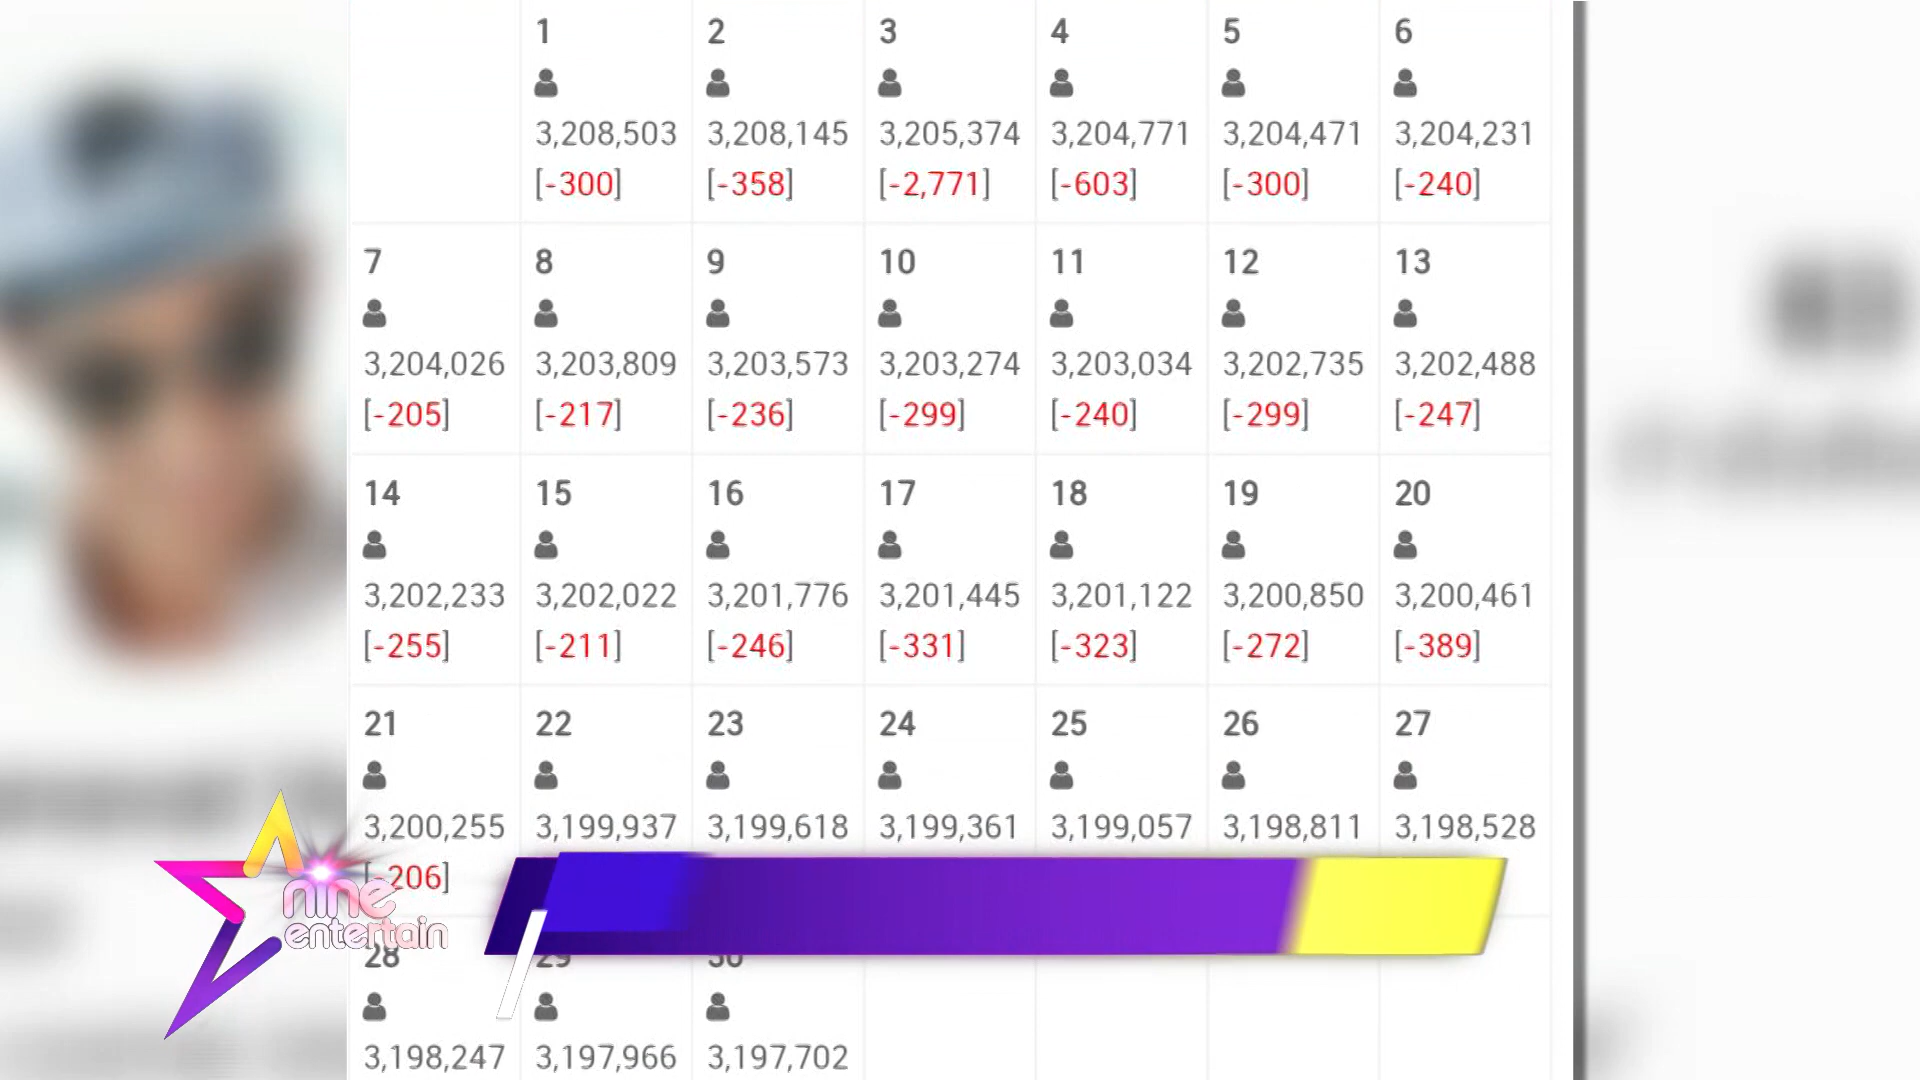 1 2 3 4 5 6
3,208,503 3,208,145 3,205,374 3,204,771 3,204,471 3,204,231
[-300] [-358] [-2,771] [-603] [-300] [-240]
7 8 9 10 11 12 13
3,204,026 3,203,809 3,203,573 3,203,274 3,203,034 3,202,735 3,202,488
[-205] [-217] [-236] [-299] [-240] [-299] [-247]
14 15 16 17 18 19 20
3,202,233 3,202,022 3,201,776 3,201,445 3,201,122 3,200,850 3,200,461
[-255] [-211] [-246] [-331] [-323] [-272] [-389]
21 22 23 24 25 26 27
3,200,255 3,199,937 3,199,618 3,199,361 3,199,057 3,198,811 3,198,528
[-206]
nine
entertain
28 29 30
3,198,247 3,197,966 3,197,702